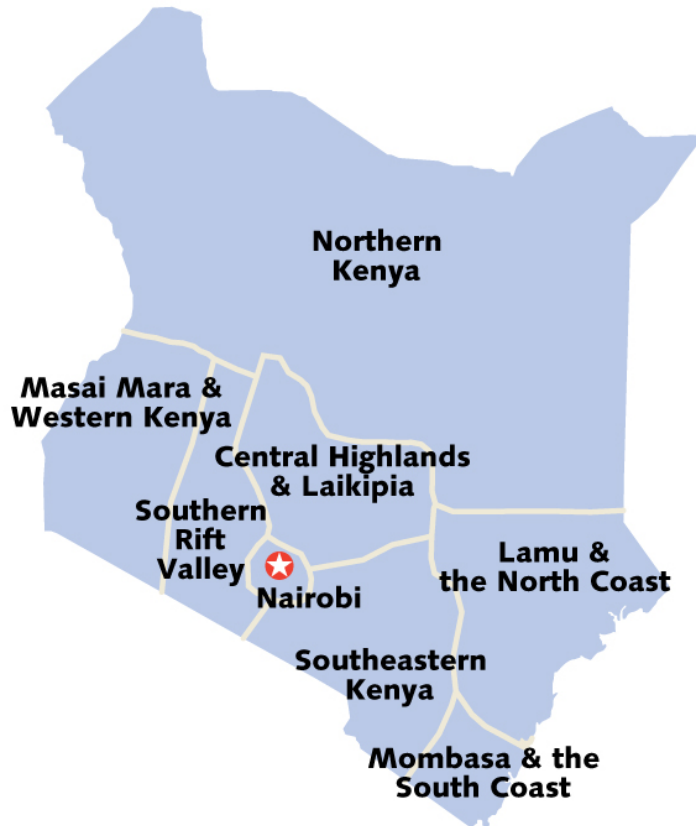 Northern
Kenya
Masai Mara &
Western Kenya
Central Highlands
& Laikipia
Southern
Rift
Valley
Nairobi
Lamu &
the North Coast
Southeastern
Kenya
Mombasa & the
South Coast